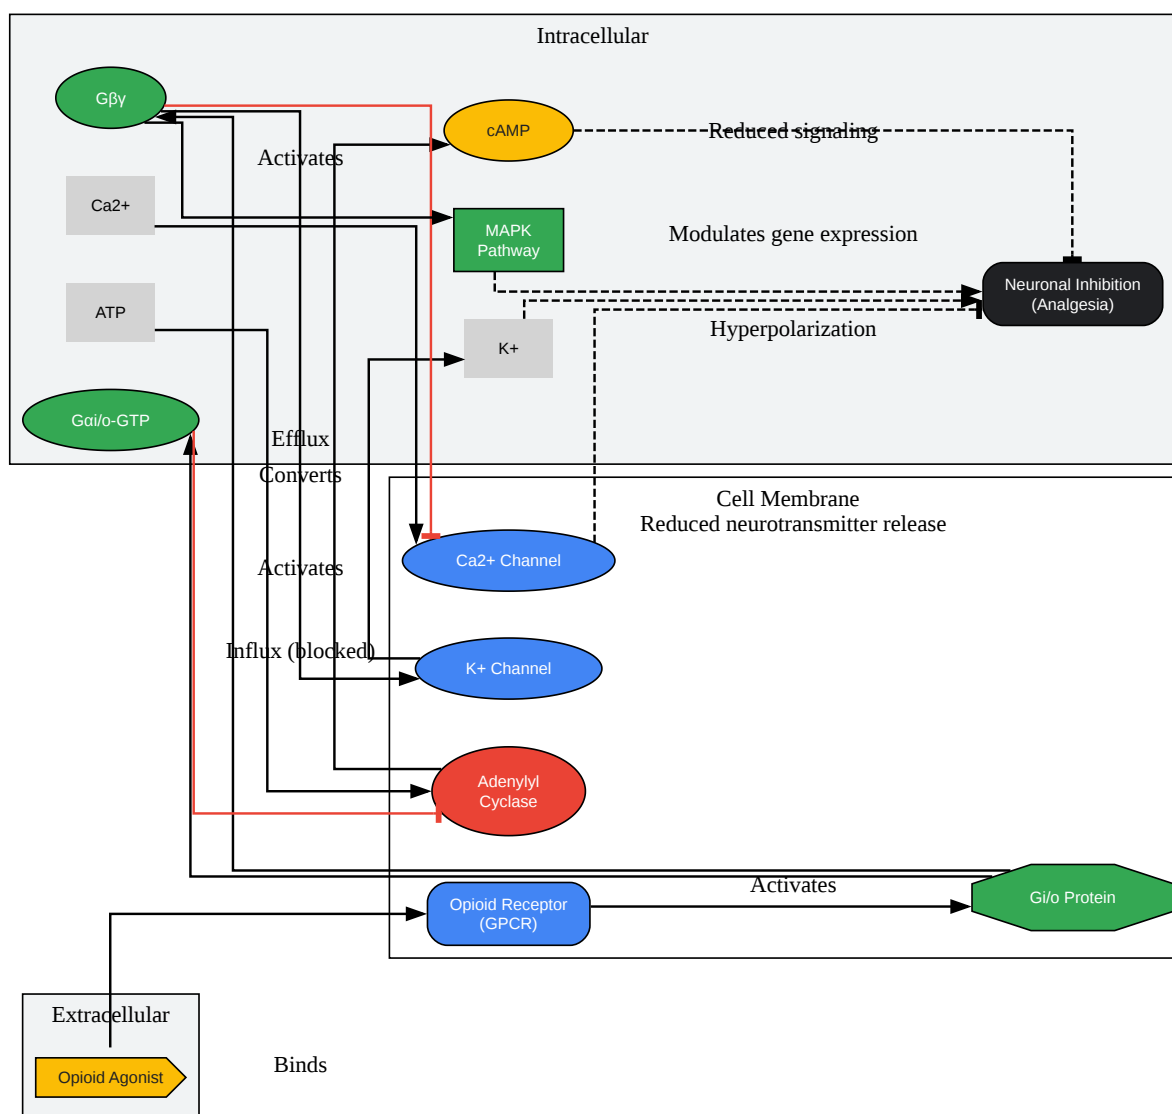 Intracellular
Gβγ
cAMP
Reduced signaling
Activates
Ca2+
MAPK
Pathway
Modulates gene expression
Neuronal Inhibition
(Analgesia)
ATP
K+
Hyperpolarization
Gαi/o-GTP
Efflux
Converts
Cell Membrane
Reduced neurotransmitter release
Ca2+ Channel
Activates
Influx (blocked)
K+ Channel
Adenylyl
Cyclase
Activates
Opioid Receptor
(GPCR)
Gi/o Protein
Extracellular
Binds
Opioid Agonist